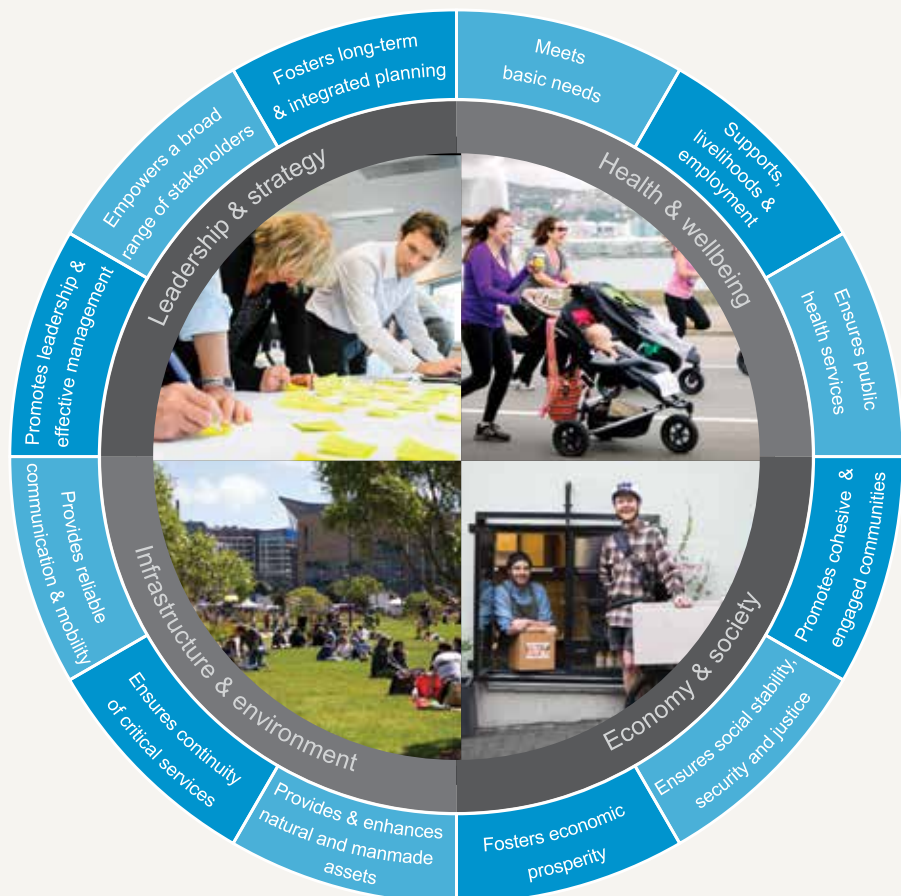 Meets
basic needs
Supports,
livelihoods &
employment
Ensures public
health services
Promotes cohesive &
engaged communities
Ensures social stability,
security and justice
Fosters economic
prosperity
Provides & enhances
natural and manmade
assets
Ensures continuity
of critical services
Provides reliable
communication & mobility
Promotes leadership &
effective management
Empowers a broad
range of stakeholders
Fosters long-term
& integrated planning
Health & wellbeing
Economy & society
Infrastructure & environment
Leadership & strategy